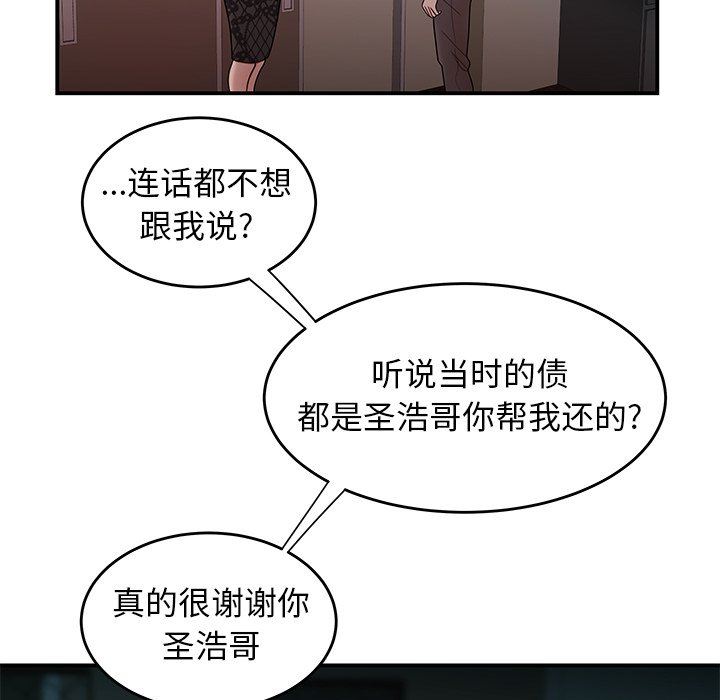 ...连话都不想
跟我说?
听说当时的债
都是圣浩哥你帮我还的?
真的很谢谢你
圣浩哥